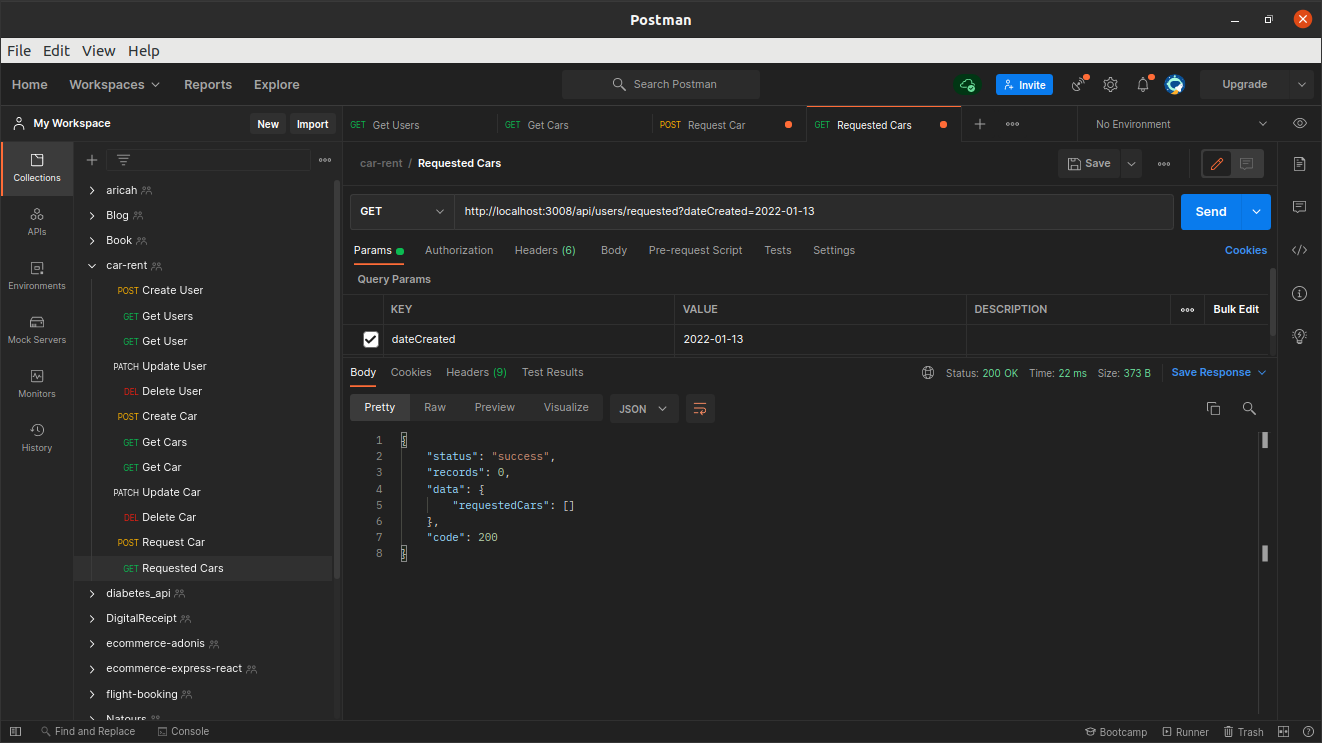 Postman
File Edit View Help
Home Workspaces Reports Explore Search Postman Invite Upgrade
My Workspace New Import
GET Get Users GET Get Cars POST Request Car GET Requested Cars No Environment
Collections
APIs
Environments
Mock Servers
Monitors
History
aricah
Blog
Book
car-rent
POST Create User
GET Get Users
GET Get User
PATCH Update User
DEL Delete User
POST Create Car
GET Get Cars
GET Get Car
PATCH Update Car
DEL Delete Car
POST Request Car
GET Requested Cars
diabetes_api
DigitalReceipt
ecommerce-adonis
ecommerce-express-react
flight-booking
Natours
car-rent / Requested Cars Save
GET http://localhost:3008/api/users/requested?dateCreated=2022-01-13 Send
Params Authorization Headers (6) Body Pre-request Script Tests Settings Cookies
Query Params
KEY VALUE DESCRIPTION Bulk Edit
dateCreated 2022-01-13
Body Cookies Headers (9) Test Results Status: 200 OK Time: 22 ms Size: 373 B Save Response
Pretty Raw Preview Visualize JSON
1 {
2 "status": "success",
3 "records": 0,
4 "data": {
5 "requestedCars": []
6 },
7 "code": 200
8 }
Find and Replace Console Bootcamp Runner Trash